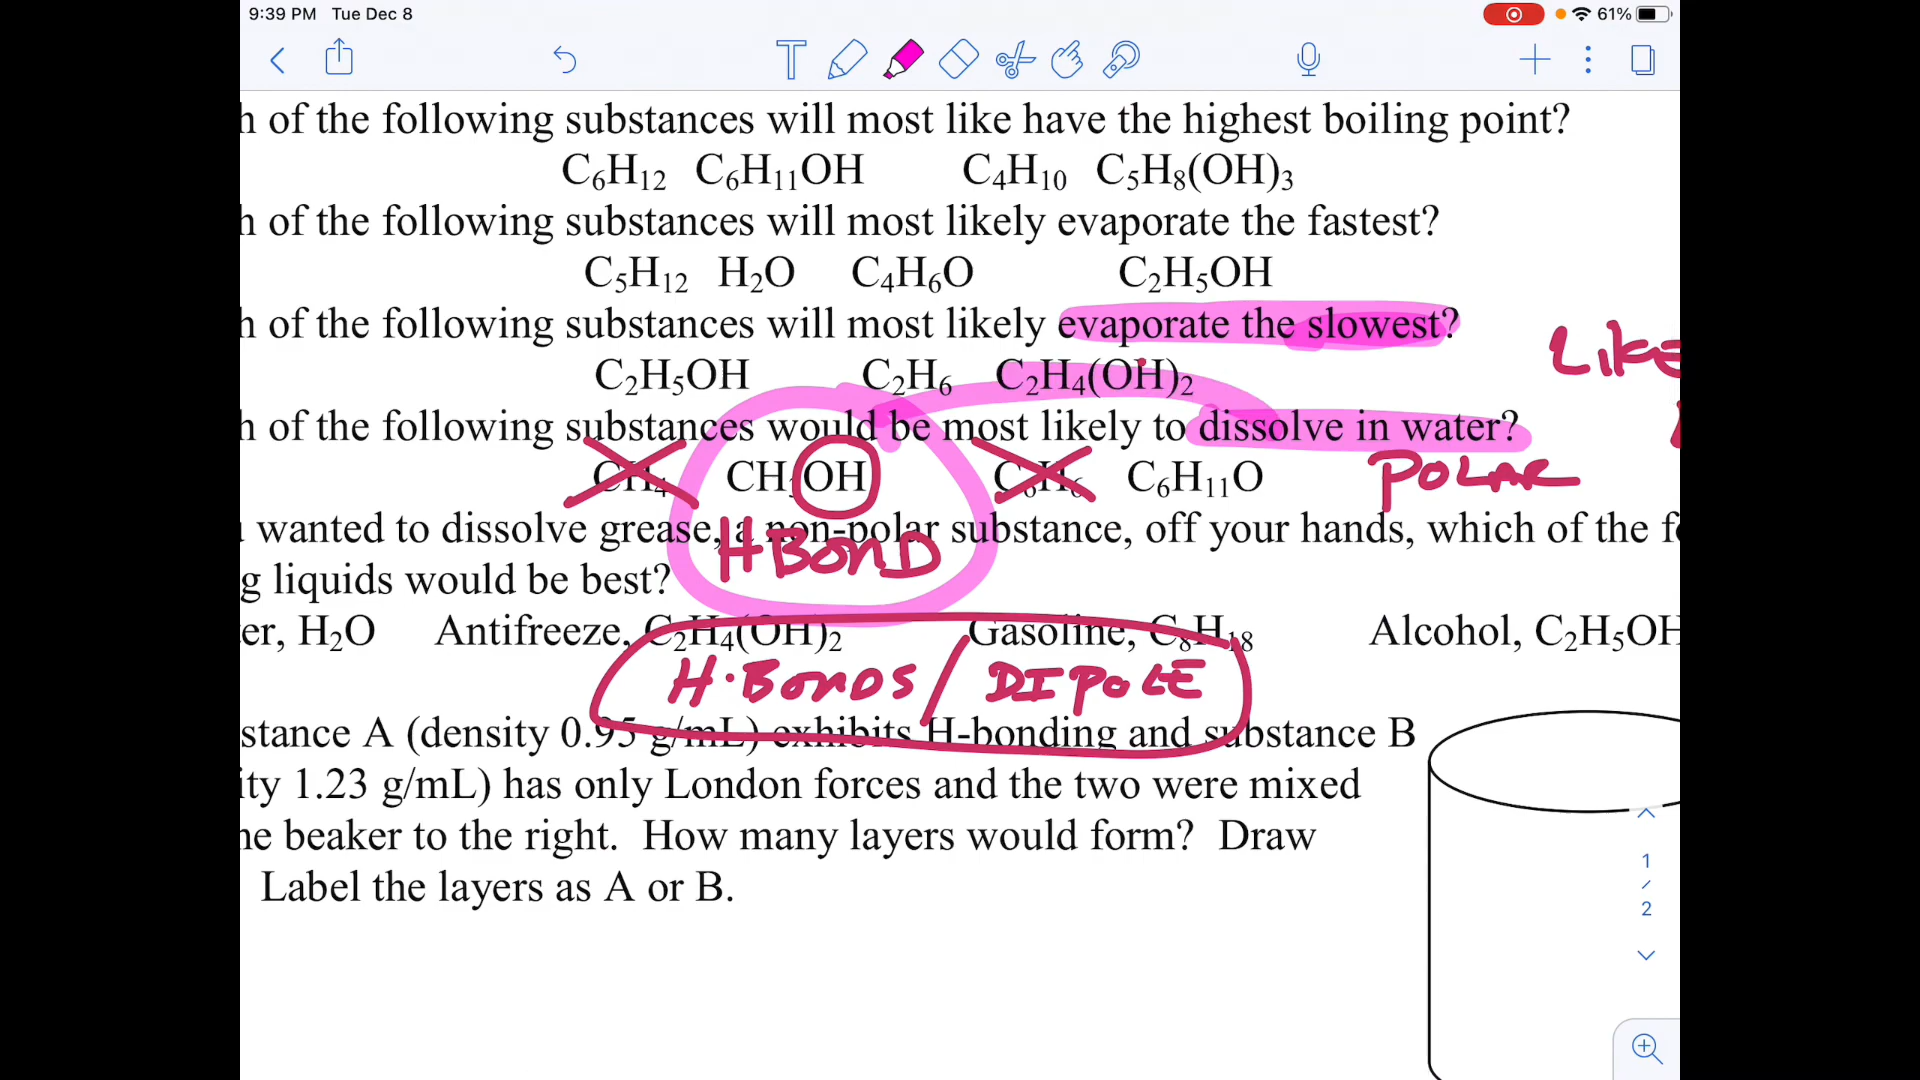 9:39 PM Tue Dec 8 61%
h of the following substances will most like have the highest boiling point?
C₆H₁₂ C₆H₁₁OH C₄H₁₀ C₅H₈(OH)₃
h of the following substances will most likely evaporate the fastest?
C₅H₁₂ H₂O C₄H₆O C₂H₅OH
h of the following substances will most likely evaporate the slowest?
LIKE
C₂H₅OH C₂H₆ C₂H₄(OH)₂
h of the following substances would be most likely to dissolve in water?
CH₄ CH₃OH C₆H₆ C₆H₁₁O POLAR
wanted to dissolve grease, a non-polar substance, off your hands, which of the f
H BOND
g liquids would be best?
er, H₂O Antifreeze, C₂H₄(OH)₂ Gasoline, C₈H₁₈ Alcohol, C₂H₅OH
H-BONDS / DIPOLE
stance A (density 0.95 g/mL) exhibits H-bonding and substance B
ity 1.23 g/mL) has only London forces and the two were mixed
he beaker to the right. How many layers would form? Draw
Label the layers as A or B.
1
/
2